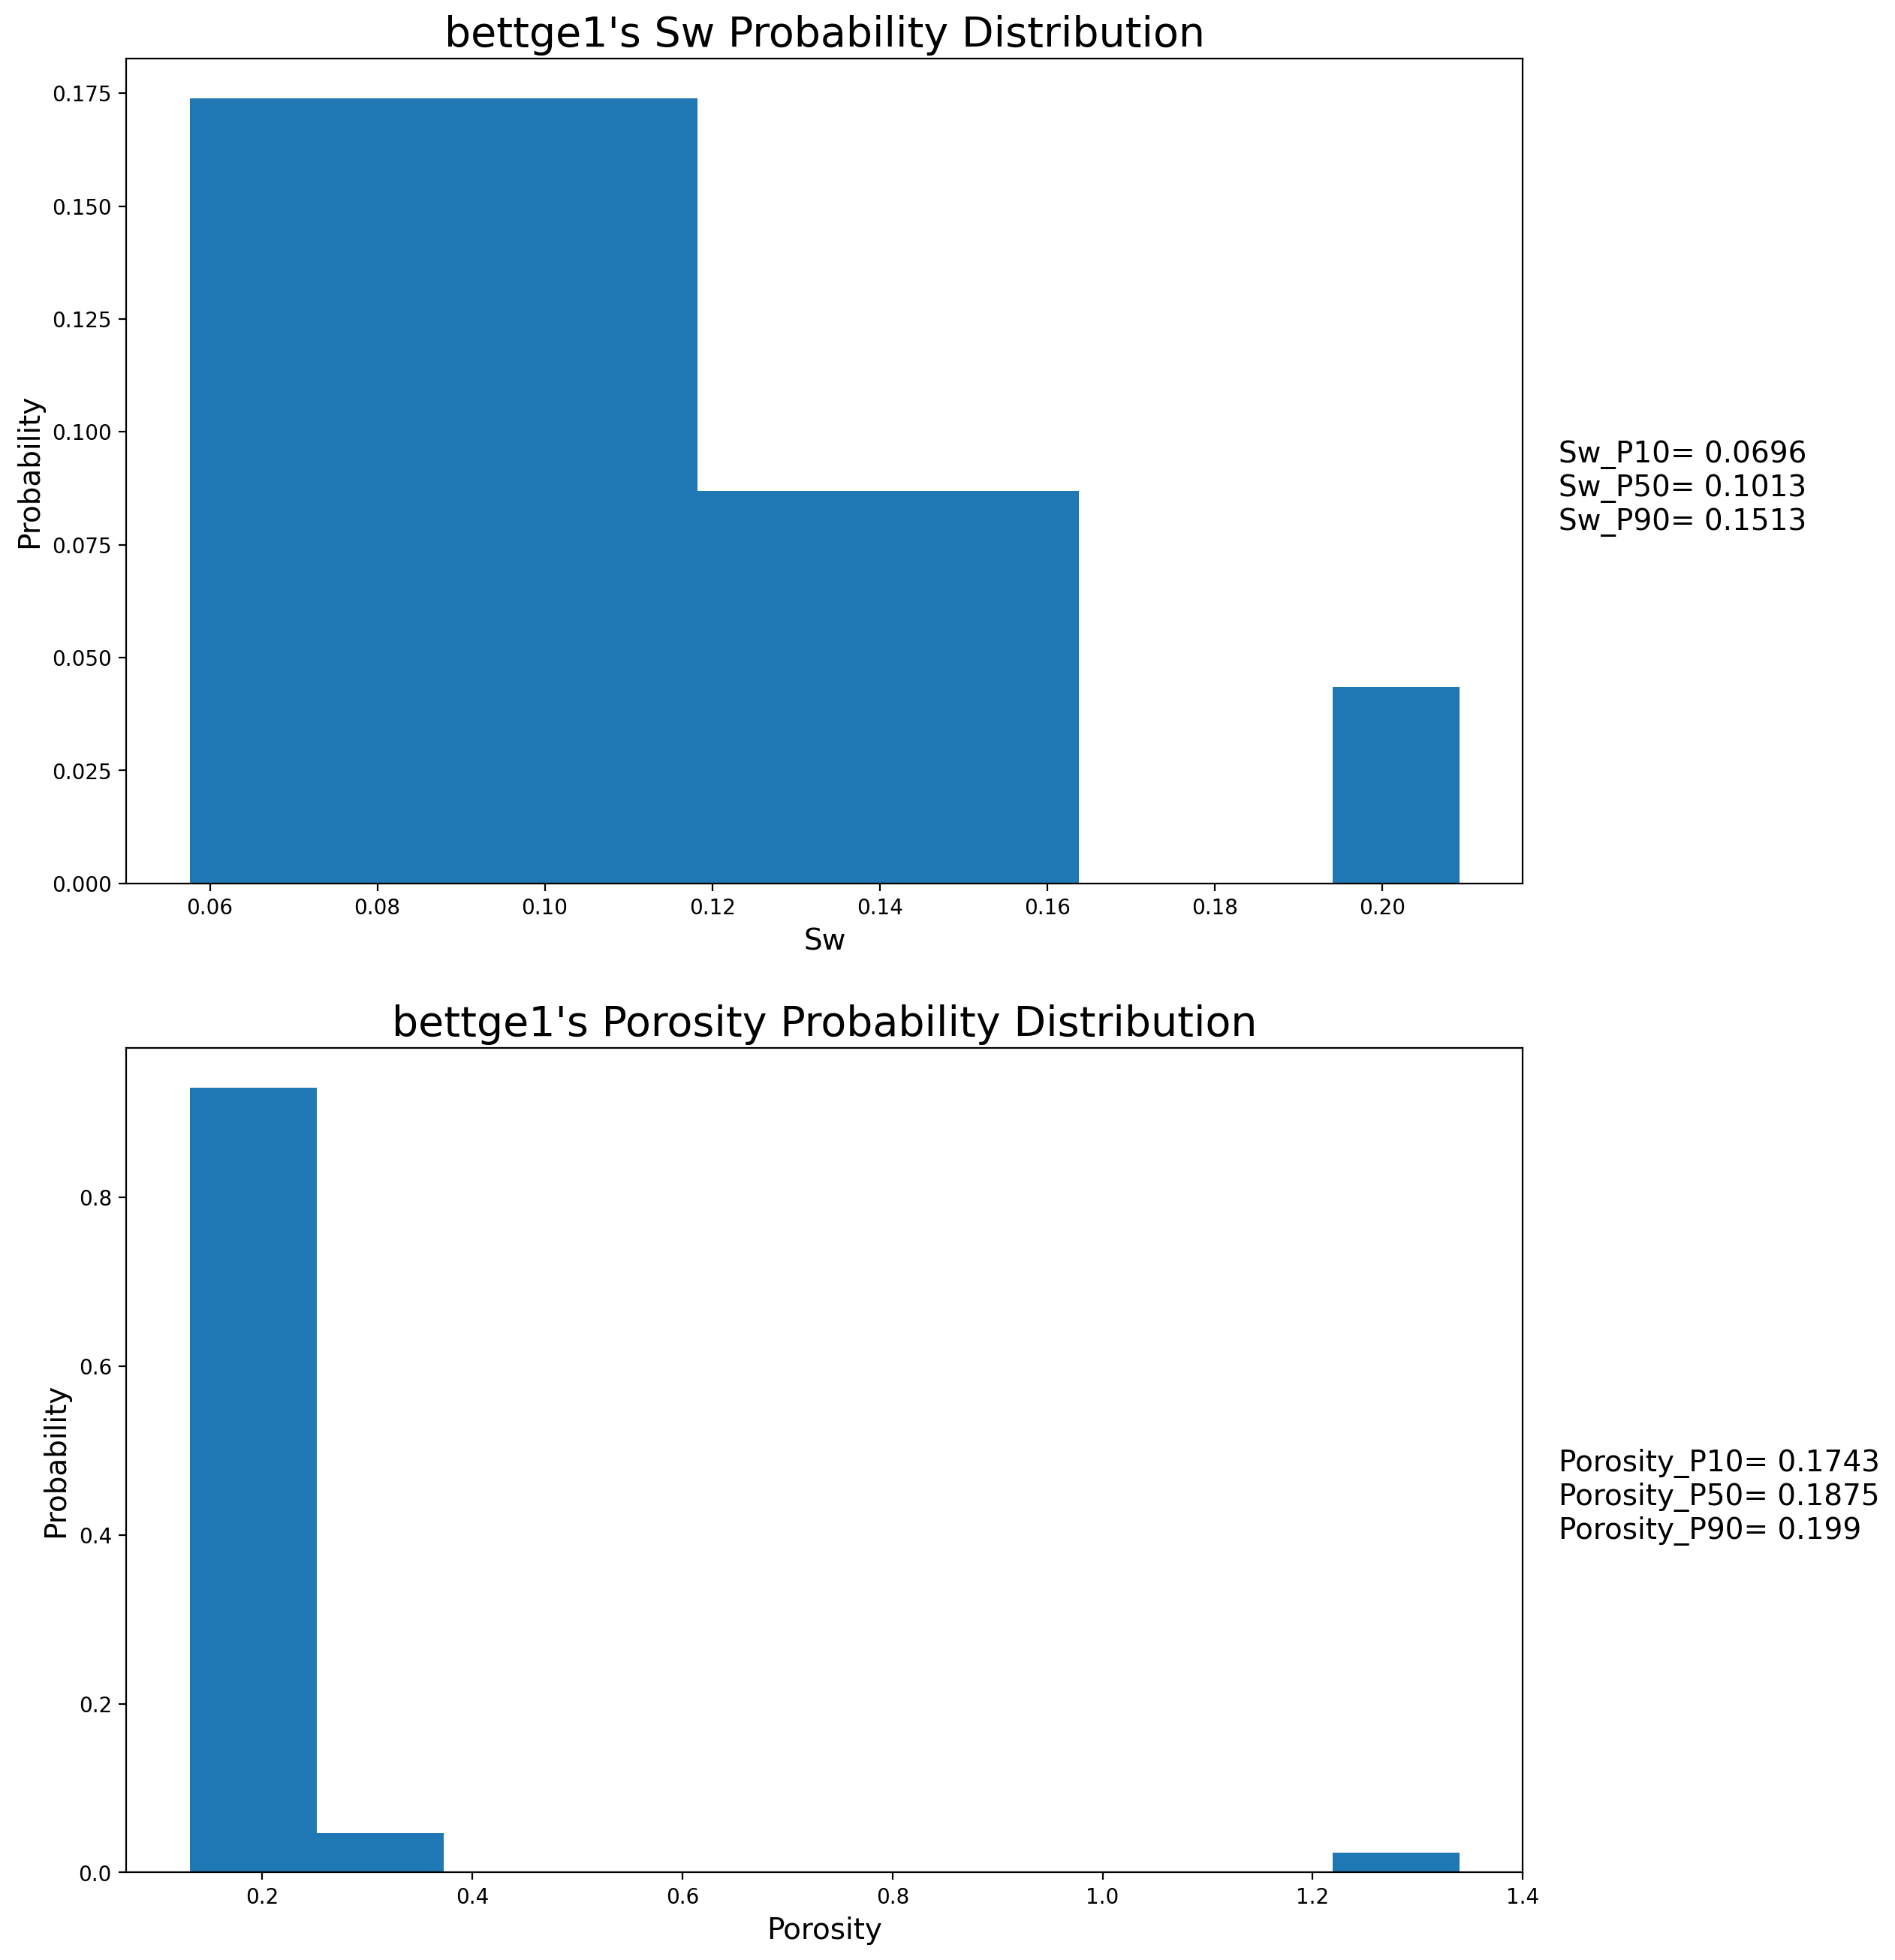 bettge1's Sw Probability Distribution
0.175
0.150
0.125
0.100
0.075
0.050
0.025
0.000
Probability
0.06 0.08 0.10 0.12 0.14 0.16 0.18 0.20
Sw
Sw_P10= 0.0696
Sw_P50= 0.1013
Sw_P90= 0.1513
bettge1's Porosity Probability Distribution
0.8
0.6
0.4
0.2
0.0
Probability
0.2 0.4 0.6 0.8 1.0 1.2 1.4
Porosity
Porosity_P10= 0.1743
Porosity_P50= 0.1875
Porosity_P90= 0.199